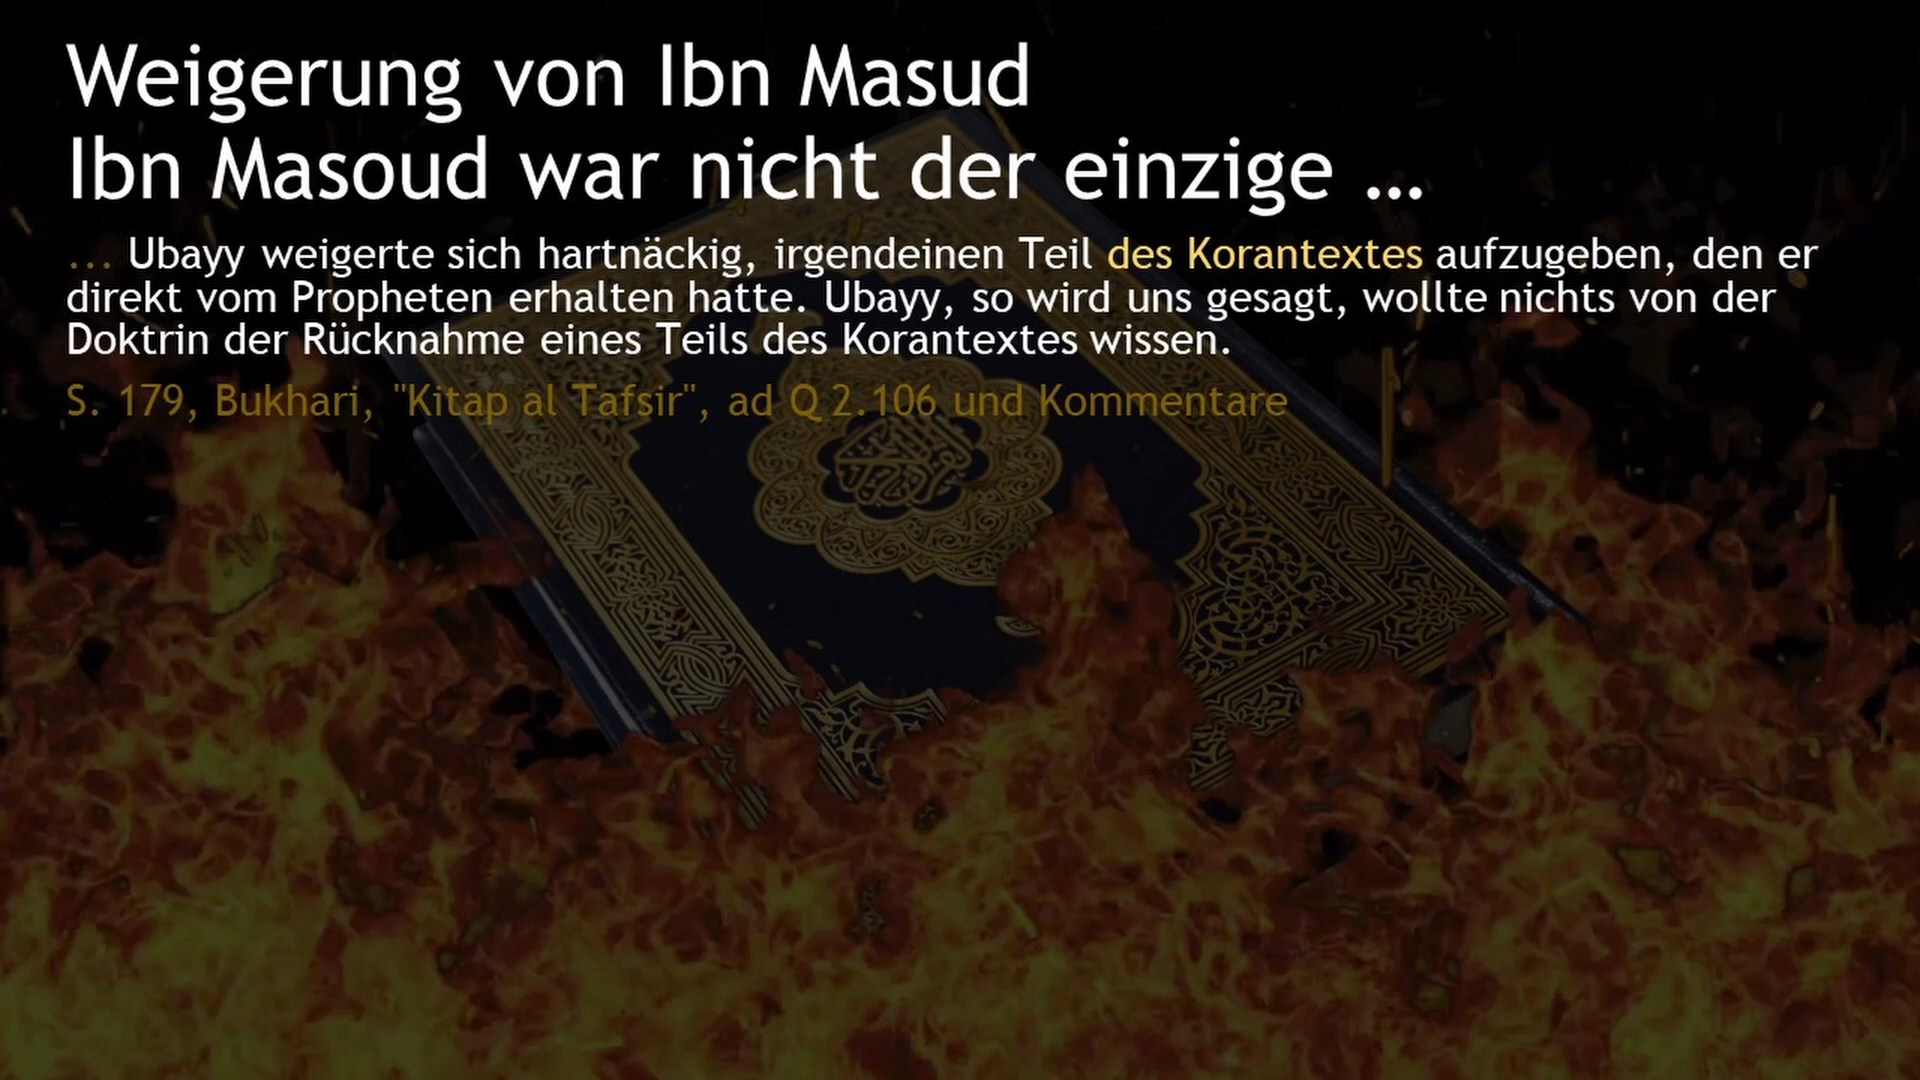 Weigerung von Ibn Masud
Ibn Masoud war nicht der einzige ...
... Ubayy weigerte sich hartnäckig, irgendeinen Teil des Korantextes aufzugeben, den er
direkt vom Propheten erhalten hatte. Ubayy, so wird uns gesagt, wollte nichts von der
Doktrin der Rücknahme eines Teils des Korantextes wissen.
S. 179, Bukhari, "Kitap al Tafsir", ad Q 2.106 und Kommentare